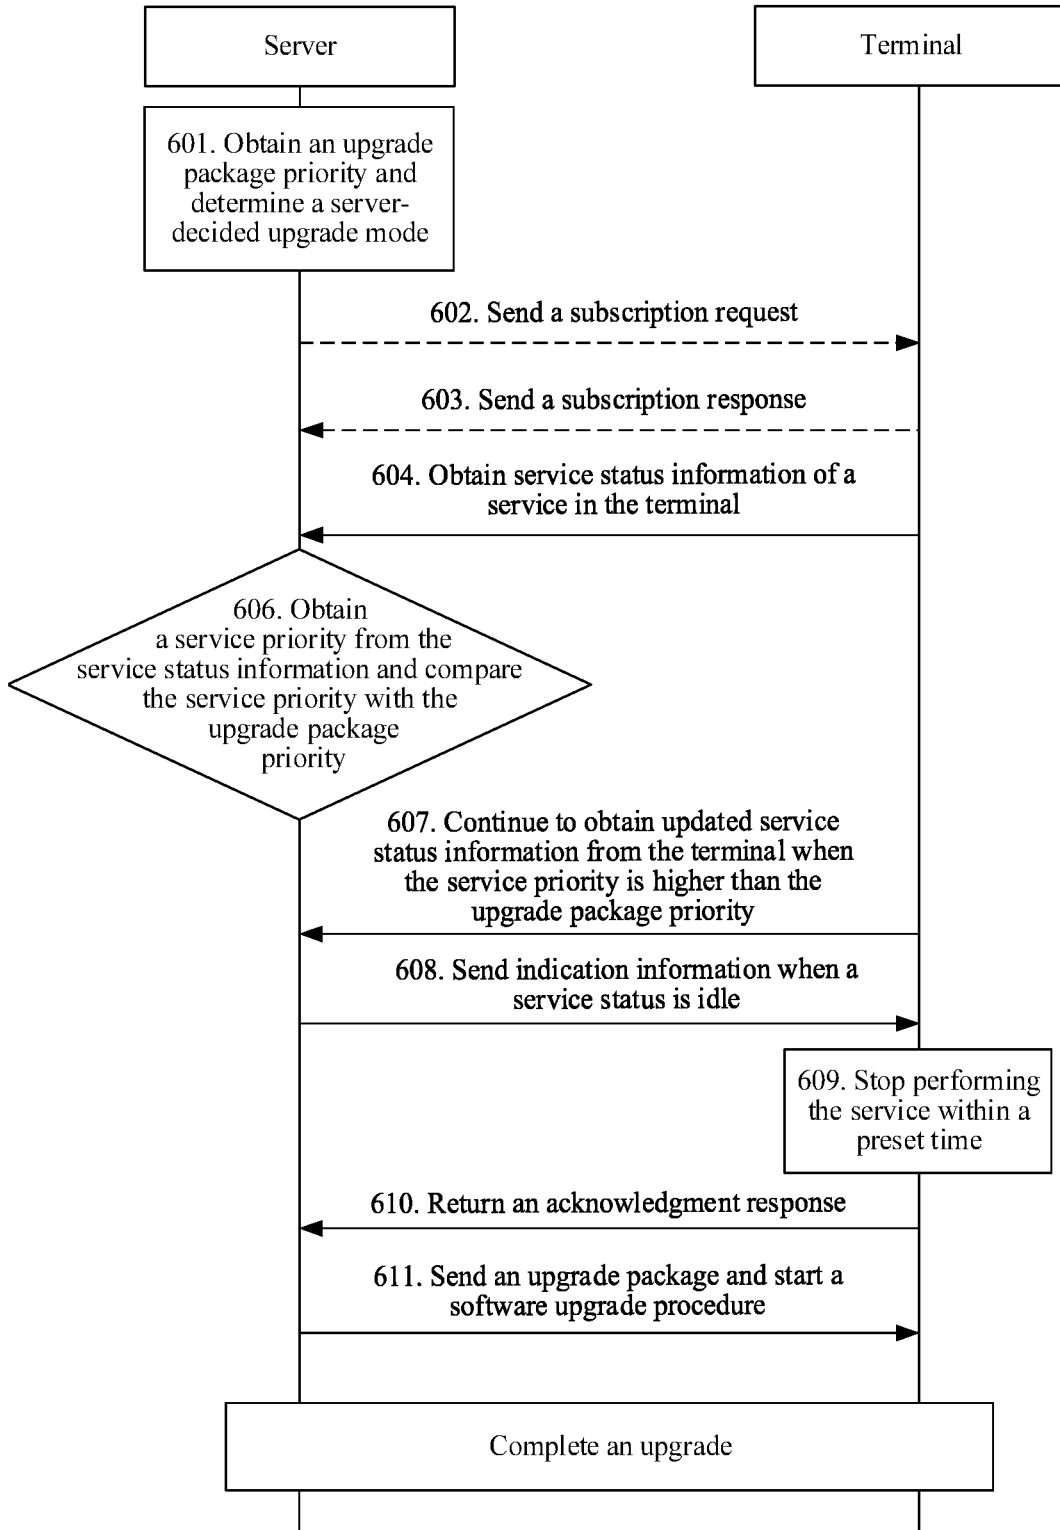 Server
Terminal
601. Obtain an upgrade
package priority and
determine a server-
decided upgrade mode
602. Send a subscription request
603. Send a subscription response
604. Obtain service status information of a
service in the terminal
606. Obtain
a service priority from the
service status information and compare
the service priority with the
upgrade package
priority
607. Continue to obtain updated service
status information from the terminal when
the service priority is higher than the
upgrade package priority
608. Send indication information when a
service status is idle
609. Stop performing
the service within a
preset time
610. Return an acknowledgment response
611. Send an upgrade package and start a
software upgrade procedure
Complete an upgrade